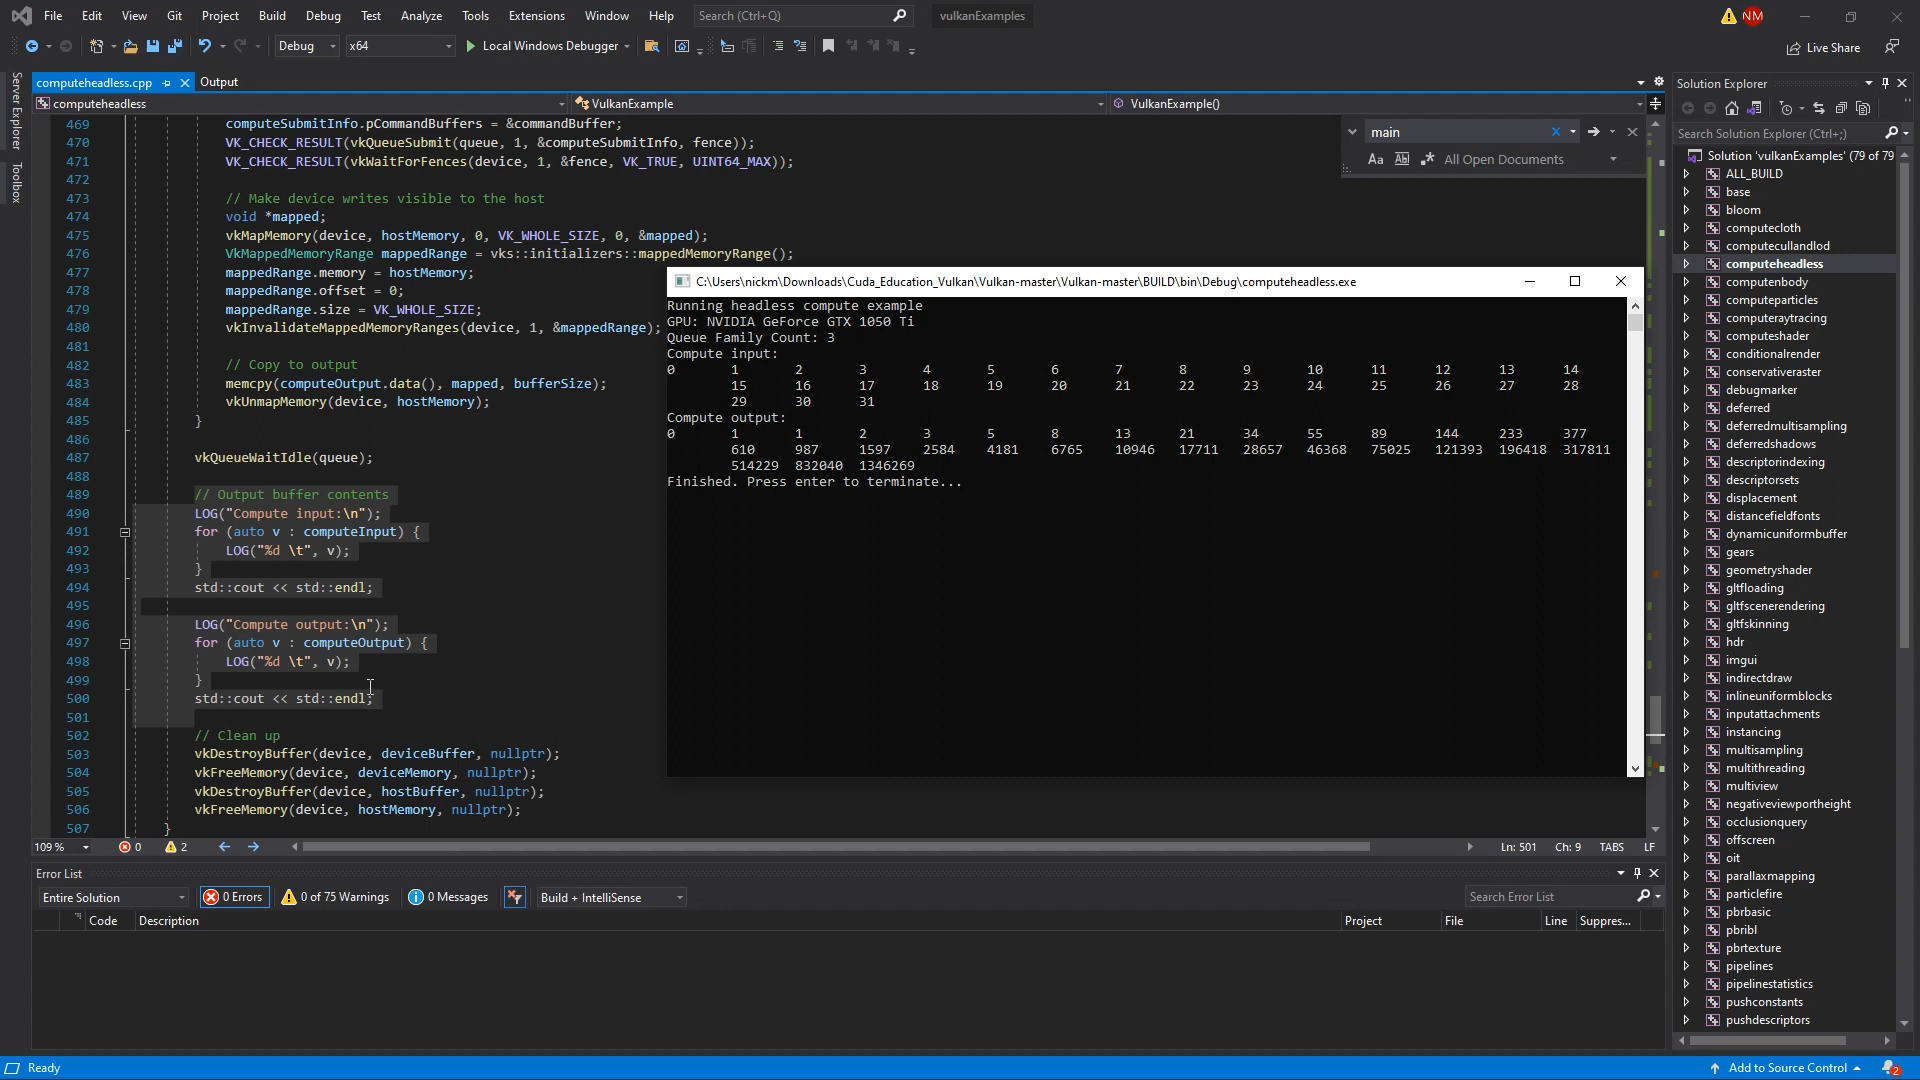 File Edit View Git Project Build Debug Test Analyze Tools Extensions Window Help Search (Ctrl+Q) vulkanExamples NM
Debug x64 Local Windows Debugger Live Share
Server Explorer
Toolbox
computeheadless.cpp Output
computeheadless VulkanExample VulkanExample()
main
Aa Ab All Open Documents
469 computeSubmitInfo.pCommandBuffers = &commandBuffer;
470 VK_CHECK_RESULT(vkQueueSubmit(queue, 1, &computeSubmitInfo, fence));
471 VK_CHECK_RESULT(vkWaitForFences(device, 1, &fence, VK_TRUE, UINT64_MAX));
472
473 // Make device writes visible to the host
474 void *mapped;
475 vkMapMemory(device, hostMemory, 0, VK_WHOLE_SIZE, 0, &mapped);
476 VkMappedMemoryRange mappedRange = vks::initializers::mappedMemoryRange();
477 mappedRange.memory = hostMemory;
478 mappedRange.offset = 0;
479 mappedRange.size = VK_WHOLE_SIZE;
480 vkInvalidateMappedMemoryRanges(device, 1, &mappedRange);
481
482 // Copy to output
483 memcpy(computeOutput.data(), mapped, bufferSize);
484 vkUnmapMemory(device, hostMemory);
485 }
486
487 vkQueueWaitIdle(queue);
488
489 // Output buffer contents
490 LOG("Compute input:\n");
491 for (auto v : computeInput) {
492 LOG("%d \t", v);
493 }
494 std::cout << std::endl;
495
496 LOG("Compute output:\n");
497 for (auto v : computeOutput) {
498 LOG("%d \t", v);
499 }
500 std::cout << std::endl;
501
502 // Clean up
503 vkDestroyBuffer(device, deviceBuffer, nullptr);
504 vkFreeMemory(device, deviceMemory, nullptr);
505 vkDestroyBuffer(device, hostBuffer, nullptr);
506 vkFreeMemory(device, hostMemory, nullptr);
507 }
109 % 0 2 Ln: 501 Ch: 9 TABS LF
C:\Users\nickm\Downloads\Cuda_Education_Vulkan\Vulkan-master\Vulkan-master\BUILD\bin\Debug\computeheadless.exe
Running headless compute example
GPU: NVIDIA GeForce GTX 1050 Ti
Queue Family Count: 3
Compute input:
0 1 2 3 4 5 6 7 8 9 10 11 12 13 14
15 16 17 18 19 20 21 22 23 24 25 26 27 28
29 30 31
Compute output:
0 1 1 2 3 5 8 13 21 34 55 89 144 233 377
610 987 1597 2584 4181 6765 10946 17711 28657 46368 75025 121393 196418 317811
514229 832040 1346269
Finished. Press enter to terminate...
Error List
Entire Solution 0 Errors 0 of 75 Warnings 0 Messages Build + IntelliSense Search Error List
Code Description Project File Line Suppres...
Solution Explorer
Search Solution Explorer (Ctrl+;)
Solution 'vulkanExamples' (79 of 79
ALL_BUILD
base
bloom
computecloth
computecullandlod
computeheadless
computenbody
computeparticles
computeraytracing
computeshader
conditionalrender
conservativeraster
debugmarker
deferred
deferredmultisampling
deferredshadows
descriptorindexing
descriptorsets
displacement
distancefieldfonts
dynamicuniformbuffer
gears
geometryshader
gltfloading
gltfscenerendering
gltfskinning
hdr
imgui
indirectdraw
inlineuniformblocks
inputattachments
instancing
multisampling
multithreading
multiview
negativeviewportheight
occlusionquery
offscreen
oit
parallaxmapping
particlefire
pbrbasic
pbribl
pbrtexture
pipelines
pipelinestatistics
pushconstants
pushdescriptors
Ready Add to Source Control 2